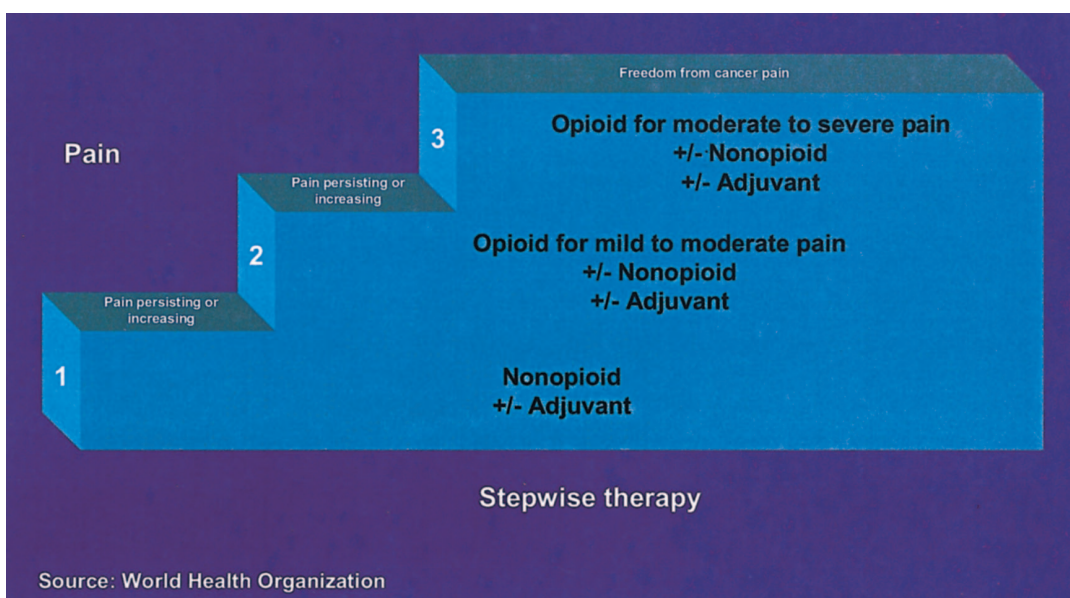 Freedom from cancer pain
3
Opioid for moderate to severe pain
+/- Nonopioid
+/- Adjuvant
Pain
Pain persisting or
increasing
2
Opioid for mild to moderate pain
+/- Nonopioid
+/- Adjuvant
Pain persisting or
increasing
1
Nonopioid
+/- Adjuvant
Stepwise therapy
Source: World Health Organization